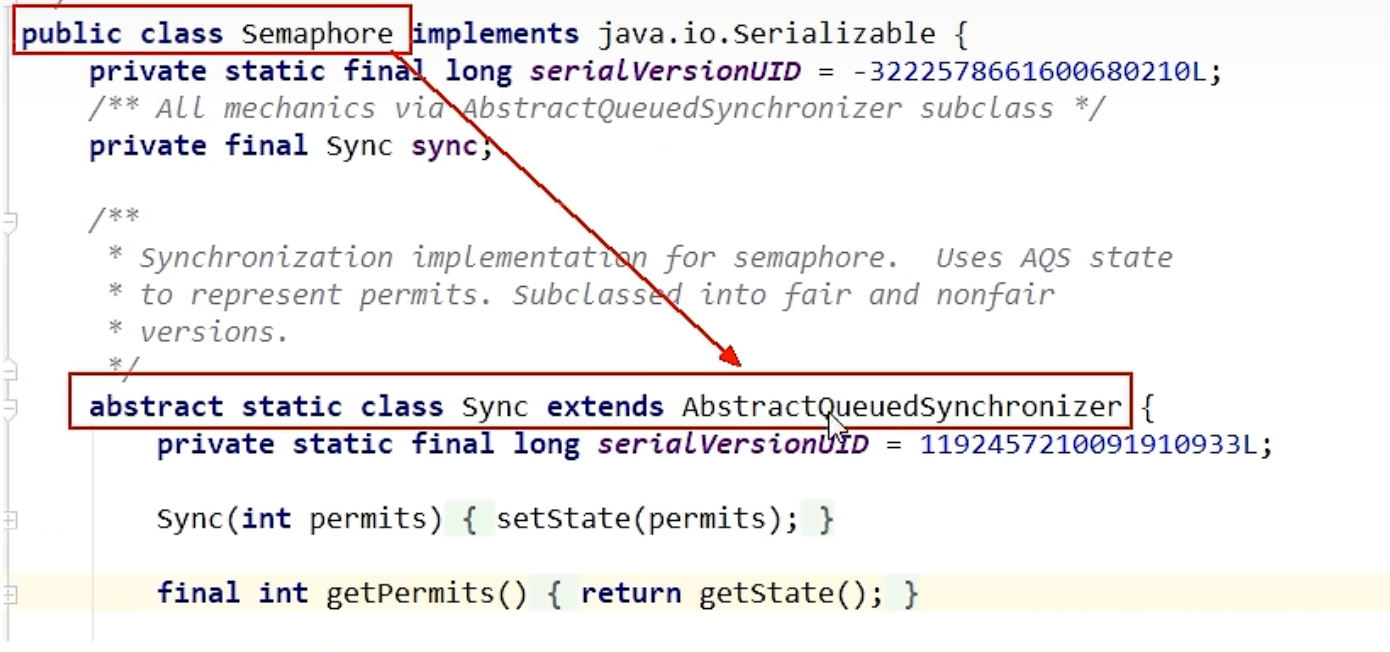 public class Semaphore implements java.io.Serializable {
private static final long serialVersionUID = -3222578661600680210L;
/** All mechanics via AbstractQueuedSynchronizer subclass */
private final Sync sync;
/**
* Synchronization implementation for semaphore.  Uses AQS state
* to represent permits. Subclassed into fair and nonfair
* versions.
*/
abstract static class Sync extends AbstractQueuedSynchronizer {
private static final long serialVersionUID = 1192457210091910933L;
Sync(int permits) { setState(permits); }
final int getPermits() { return getState(); }